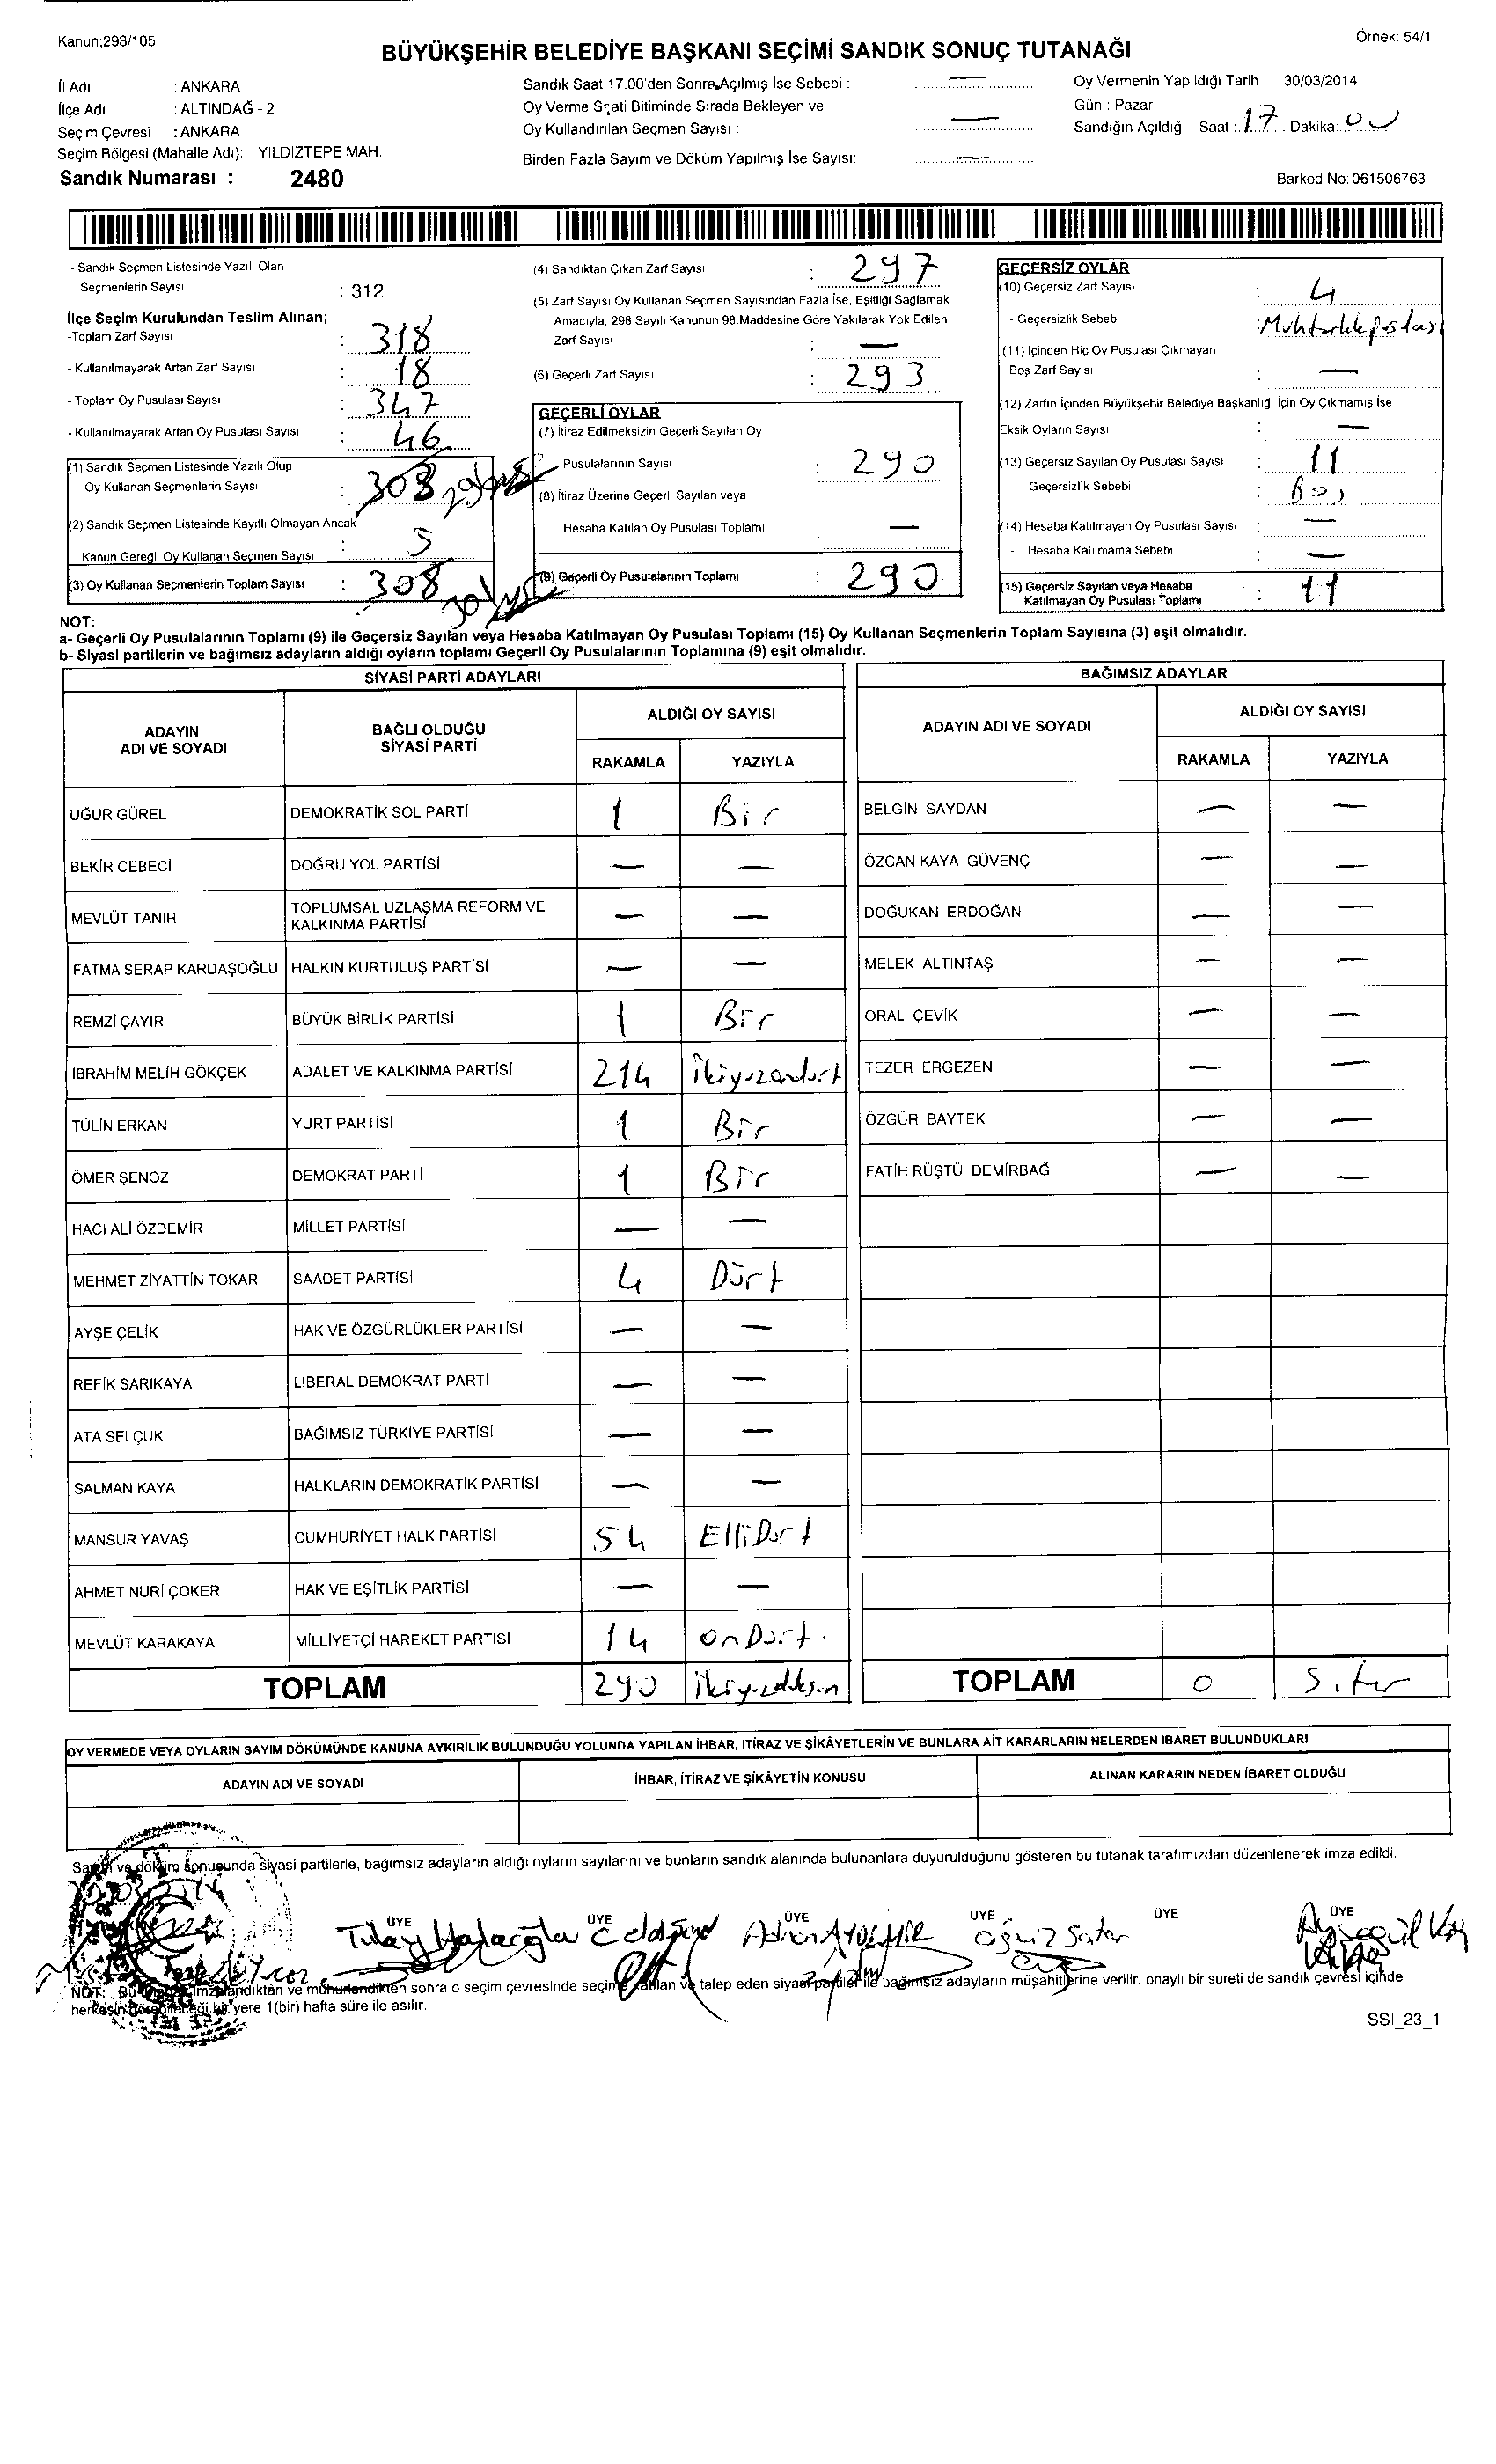 Kanun;298/105
Örnek: 54/1
BÜYÜKŞEHİR BELEDİYE BAŞKANI SEÇİMİ SANDIK SONUÇ TUTANAĞI
İl Adı : ANKARA
İlçe Adı : ALTINDAĞ - 2
Seçim Çevresi : ANKARA
Seçim Bölgesi (Mahalle Adı): YILDIZTEPE MAH.
Sandık Numarası : 2480
Sandık Saat 17.00'den Sonra Açılmış İse Sebebi : —
Oy Verme Saati Bitiminde Sırada Bekleyen ve
Oy Kullandırılan Seçmen Sayısı : —
Birden Fazla Sayım ve Döküm Yapılmış İse Sayısı: —
Oy Vermenin Yapıldığı Tarih : 30/03/2014
Gün : Pazar
Sandığın Açıldığı Saat : 17 Dakika: 00
Barkod No: 061506763
- Sandık Seçmen Listesinde Yazılı Olan
Seçmenlerin Sayısı : 312
İlçe Seçim Kurulundan Teslim Alınan;
-Toplam Zarf Sayısı : 318
- Kullanılmayarak Artan Zarf Sayısı : 18
- Toplam Oy Pusulası Sayısı : 347
- Kullanılmayarak Artan Oy Pusulası Sayısı : 46
(1) Sandık Seçmen Listesinde Yazılı Olup
Oy Kullanan Seçmenlerin Sayısı : 308
(2) Sandık Seçmen Listesinde Kayıtlı Olmayan Ancak
Kanun Gereği Oy Kullanan Seçmen Sayısı : 5
(3) Oy Kullanan Seçmenlerin Toplam Sayısı : 308
(4) Sandıktan Çıkan Zarf Sayısı : 297
(5) Zarf Sayısı Oy Kullanan Seçmen Sayısından Fazla İse, Eşitliği Sağlamak
Amacıyla; 298 Sayılı Kanunun 98.Maddesine Göre Yakılarak Yok Edilen
Zarf Sayısı : —
(6) Geçerli Zarf Sayısı : 293
GEÇERLİ OYLAR
(7) İtiraz Edilmeksizin Geçerli Sayılan Oy
Pusulalarının Sayısı : 290
(8) İtiraz Üzerine Geçerli Sayılan veya
Hesaba Katılan Oy Pusulası Toplamı : —
(9) Geçerli Oy Pusulalarının Toplamı : 290
GEÇERSİZ OYLAR
(10) Geçersiz Zarf Sayısı : 4
- Geçersizlik Sebebi :
(11) İçinden Hiç Oy Pusulası Çıkmayan
Boş Zarf Sayısı : —
(12) Zarfın İçinden Büyükşehir Belediye Başkanlığı İçin Oy Çıkmamış İse
Eksik Oyların Sayısı : —
(13) Geçersiz Sayılan Oy Pusulası Sayısı : 11
- Geçersizlik Sebebi :
(14) Hesaba Katılmayan Oy Pusulası Sayısı : —
- Hesaba Katılmama Sebebi : —
(15) Geçersiz Sayılan veya Hesaba
Katılmayan Oy Pusulası Toplamı : 11
NOT:
a- Geçerli Oy Pusulalarının Toplamı (9) ile Geçersiz Sayılan veya Hesaba Katılmayan Oy Pusulası Toplamı (15) Oy Kullanan Seçmenlerin Toplam Sayısına (3) eşit olmalıdır.
b- Siyasi partilerin ve bağımsız adayların aldığı oyların toplamı Geçerli Oy Pusulalarının Toplamına (9) eşit olmalıdır.
SİYASİ PARTİ ADAYLARI
ADAYIN ADI VE SOYADI
BAĞLI OLDUĞU SİYASİ PARTİ
ALDIĞI OY SAYISI
RAKAMLA YAZIYLA
UĞUR GÜREL DEMOKRATİK SOL PARTİ 1 Bir
BEKİR CEBECİ DOĞRU YOL PARTİSİ — —
MEVLÜT TANIR TOPLUMSAL UZLAŞMA REFORM VE KALKINMA PARTİSİ — —
FATMA SERAP KARDAŞOĞLU HALKIN KURTULUŞ PARTİSİ — —
REMZİ ÇAYIR BÜYÜK BİRLİK PARTİSİ 1 Bir
İBRAHİM MELİH GÖKÇEK ADALET VE KALKINMA PARTİSİ 214 ikiyüzondört
TÜLİN ERKAN YURT PARTİSİ 1 Bir
ÖMER ŞENÖZ DEMOKRAT PARTİ 1 Bir
HACI ALİ ÖZDEMİR MİLLET PARTİSİ — —
MEHMET ZİYATTİN TOKAR SAADET PARTİSİ 4 Dört
AYŞE ÇELİK HAK VE ÖZGÜRLÜKLER PARTİSİ — —
REFİK SARIKAYA LİBERAL DEMOKRAT PARTİ — —
ATA SELÇUK BAĞIMSIZ TÜRKİYE PARTİSİ — —
SALMAN KAYA HALKLARIN DEMOKRATİK PARTİSİ — —
MANSUR YAVAŞ CUMHURİYET HALK PARTİSİ 54 ElliDört
AHMET NURİ ÇOKER HAK VE EŞİTLİK PARTİSİ — —
MEVLÜT KARAKAYA MİLLİYETÇİ HAREKET PARTİSİ 14 onDört.
TOPLAM 290
BAĞIMSIZ ADAYLAR
ADAYIN ADI VE SOYADI
ALDIĞI OY SAYISI
RAKAMLA YAZIYLA
BELGİN SAYDAN — —
ÖZCAN KAYA GÜVENÇ — —
DOĞUKAN ERDOĞAN — —
MELEK ALTINTAŞ — —
ORAL ÇEVİK — —
TEZER ERGEZEN — —
ÖZGÜR BAYTEK — —
FATİH RÜŞTÜ DEMİRBAĞ — —
TOPLAM 0 Sıfır
OY VERMEDE VEYA OYLARIN SAYIM DÖKÜMÜNDE KANUNA AYKIRILIK BULUNDUĞU YOLUNDA YAPILAN İHBAR, İTİRAZ VE ŞİKÂYETLERİN VE BUNLARA AİT KARARLARIN NELERDEN İBARET BULUNDUKLARI
ADAYIN ADI VE SOYADI
İHBAR, İTİRAZ VE ŞİKÂYETİN KONUSU
ALINAN KARARIN NEDEN İBARET OLDUĞU
Sayım ve döküm sonucunda siyasi partilerle, bağımsız adayların aldığı oyların sayılarını ve bunların sandık alanında bulunanlara duyurulduğunu gösteren bu tutanak tarafımızdan düzenlenerek imza edildi.
ÜYE ÜYE ÜYE ÜYE ÜYE ÜYE
Tülay
Oğuz
NOT: Bu imzalandıktan ve mühürlendikten sonra o seçim çevresinde seçime katılan ve talep eden siyasi partiler ile bağımsız adayların müşahitlerine verilir, onaylı bir sureti de sandık çevresi içinde
herkesin görebileceği bir yere 1(bir) hafta süre ile asılır.
SSI_23_1